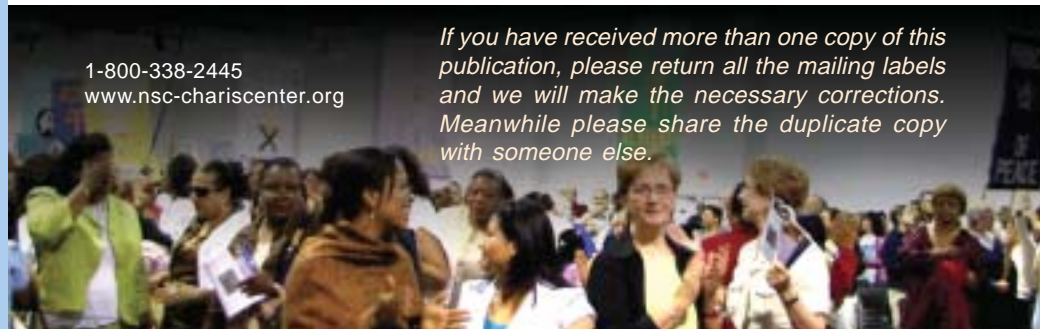 1-800-338-2445
www.nsc-chariscenter.org
If you have received more than one copy of this
publication, please return all the mailing labels
and we will make the necessary corrections.
Meanwhile please share the duplicate copy
with someone else.
OF
PEACE